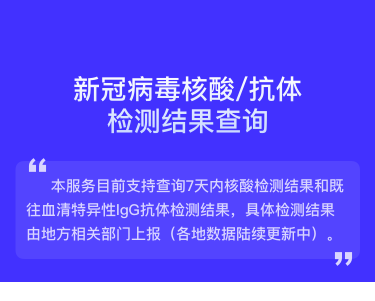 新冠病毒核酸/抗体
检测结果查询
“
本服务目前支持查询7天内核酸检测结果和既
往血清特异性IgG抗体检测结果，具体检测结果
由地方相关部门上报（各地数据陆续更新中）。
”